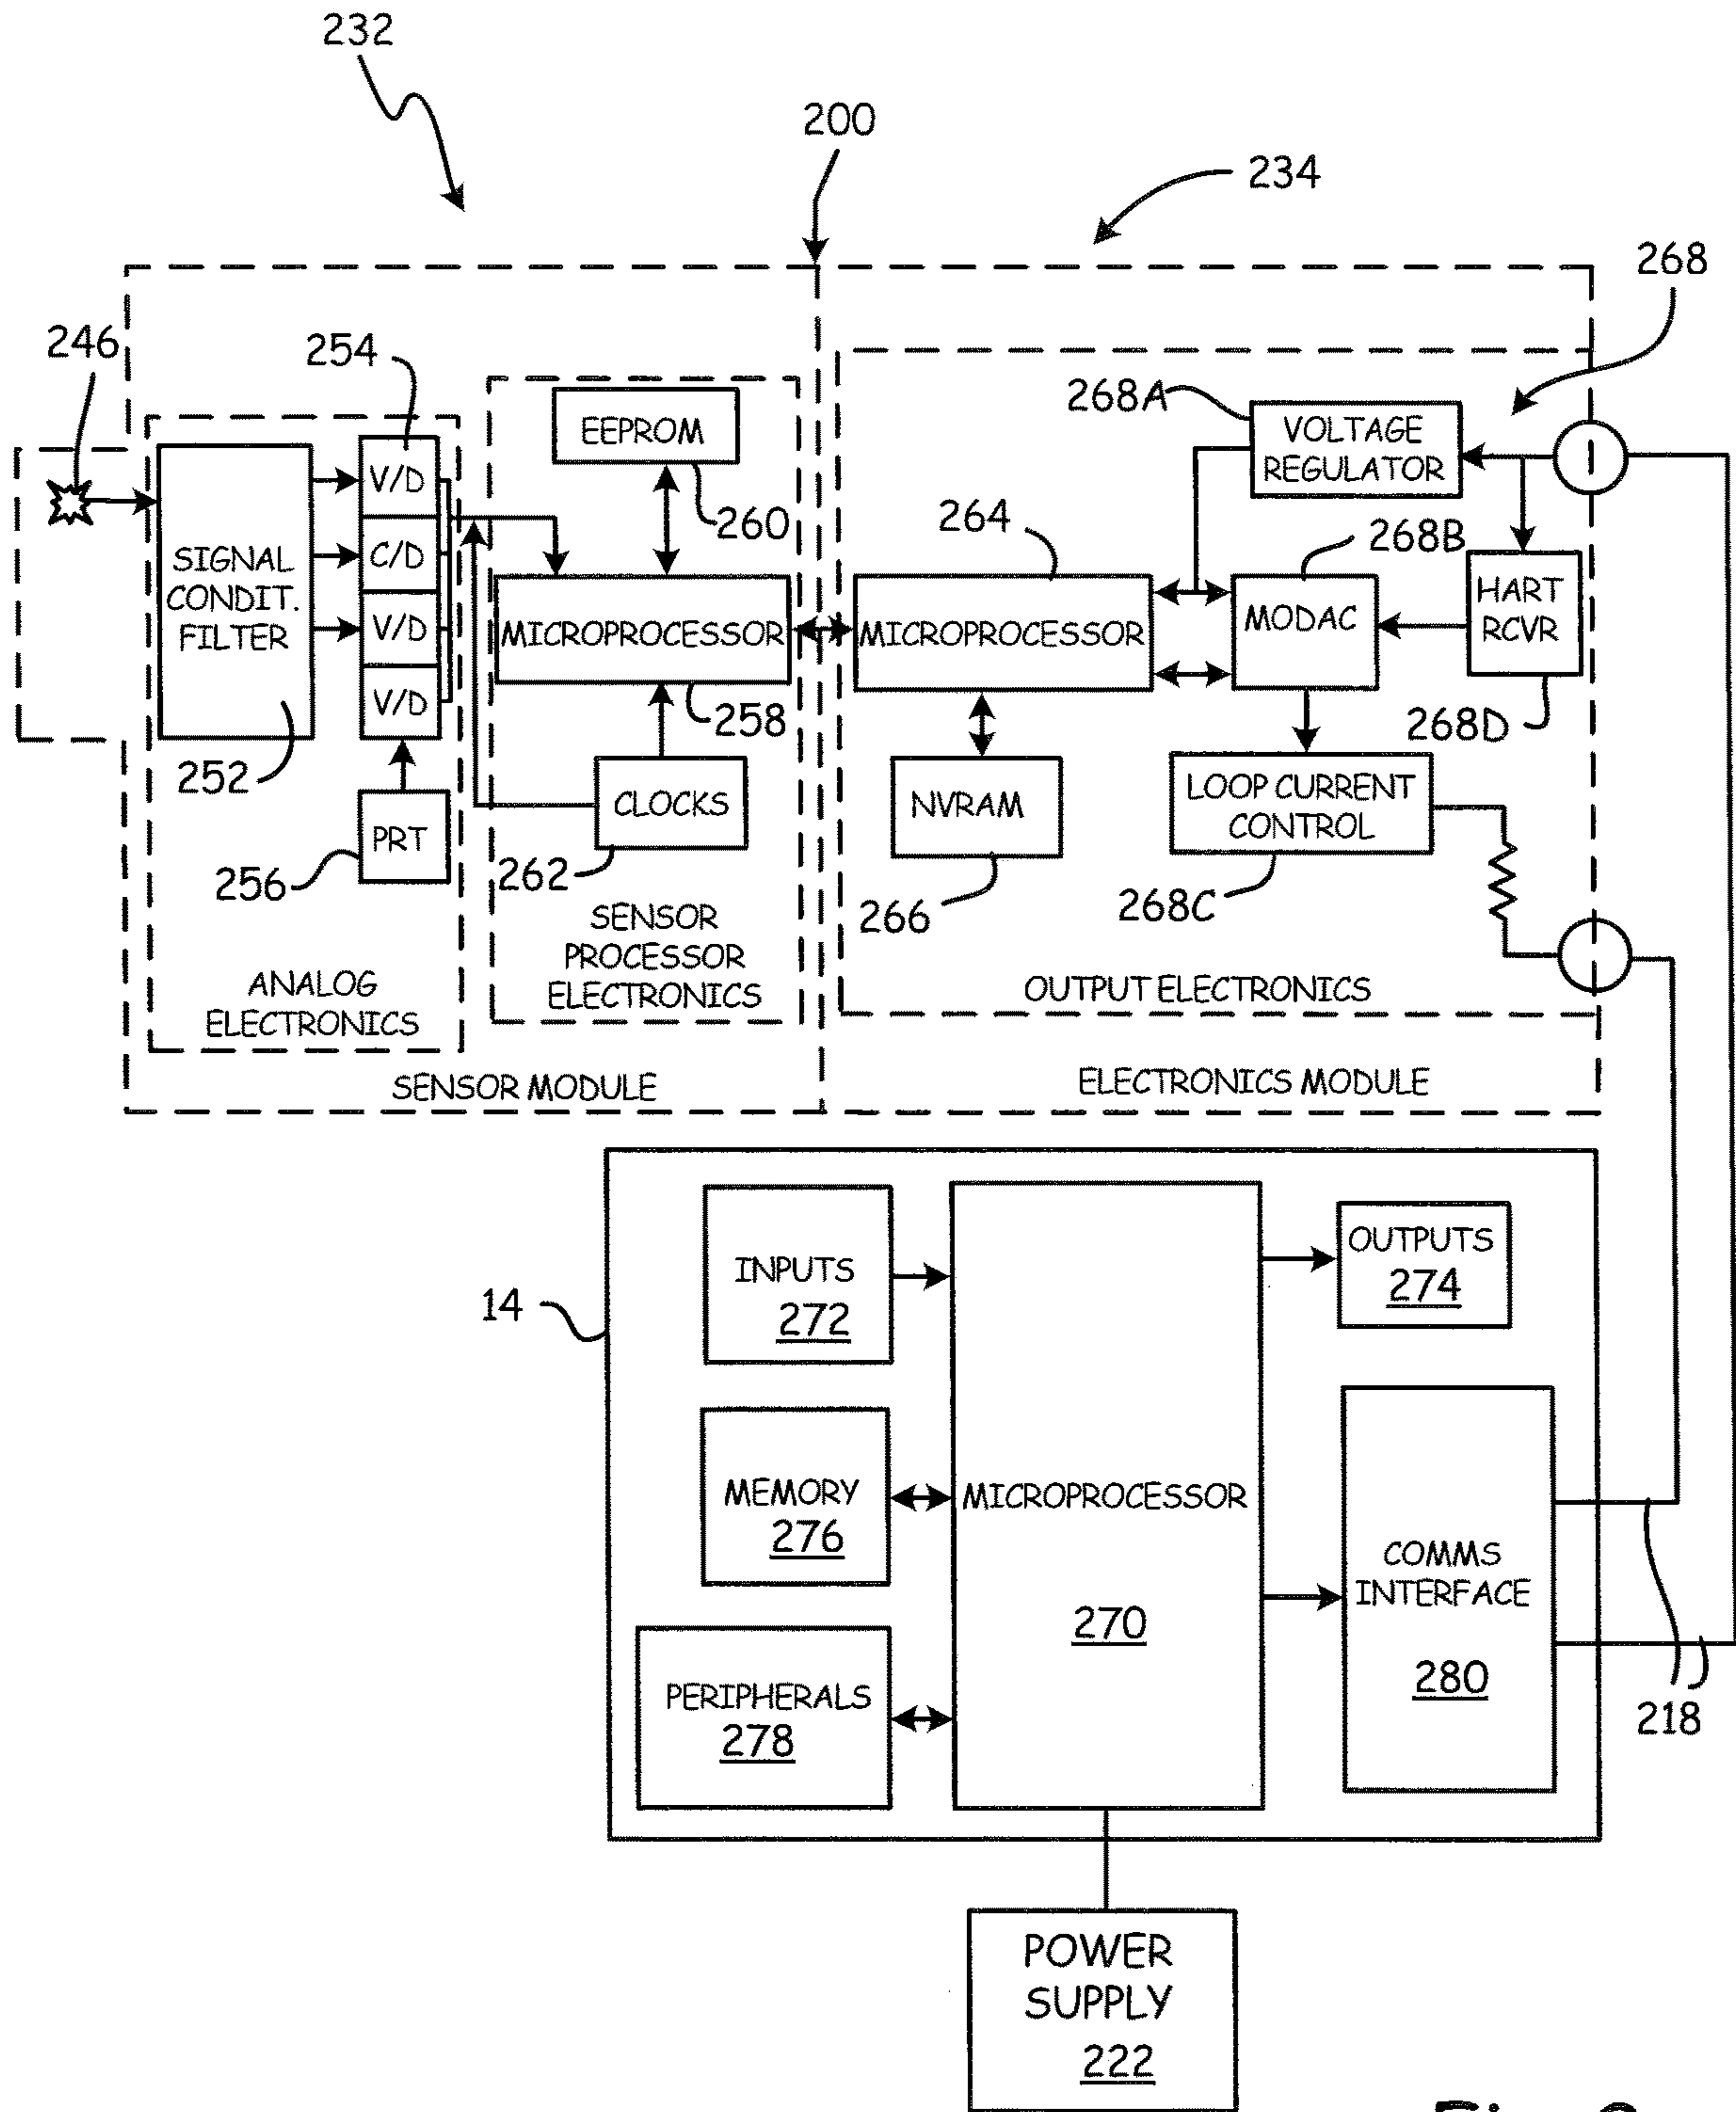 232
200
234
268
246
254
EEPROM
268A
VOLTAGE
REGULATOR
V/D
C/D
V/D
V/D
SIGNAL
CONDIT.
FILTER
260
264
268B
HART
RCVR
MICROPROCESSOR
MICROPROCESSOR
MODAC
252
258
268D
PRT
CLOCKS
NVRAM
LOOP CURRENT
CONTROL
256
262
266
268C
SENSOR
PROCESSOR
ELECTRONICS
ANALOG
ELECTRONICS
OUTPUT ELECTRONICS
SENSOR MODULE
ELECTRONICS MODULE
14
INPUTS
272
OUTPUTS
274
MEMORY
276
MICROPROCESSOR
270
COMMS
INTERFACE
280
PERIPHERALS
278
218
POWER
SUPPLY
222